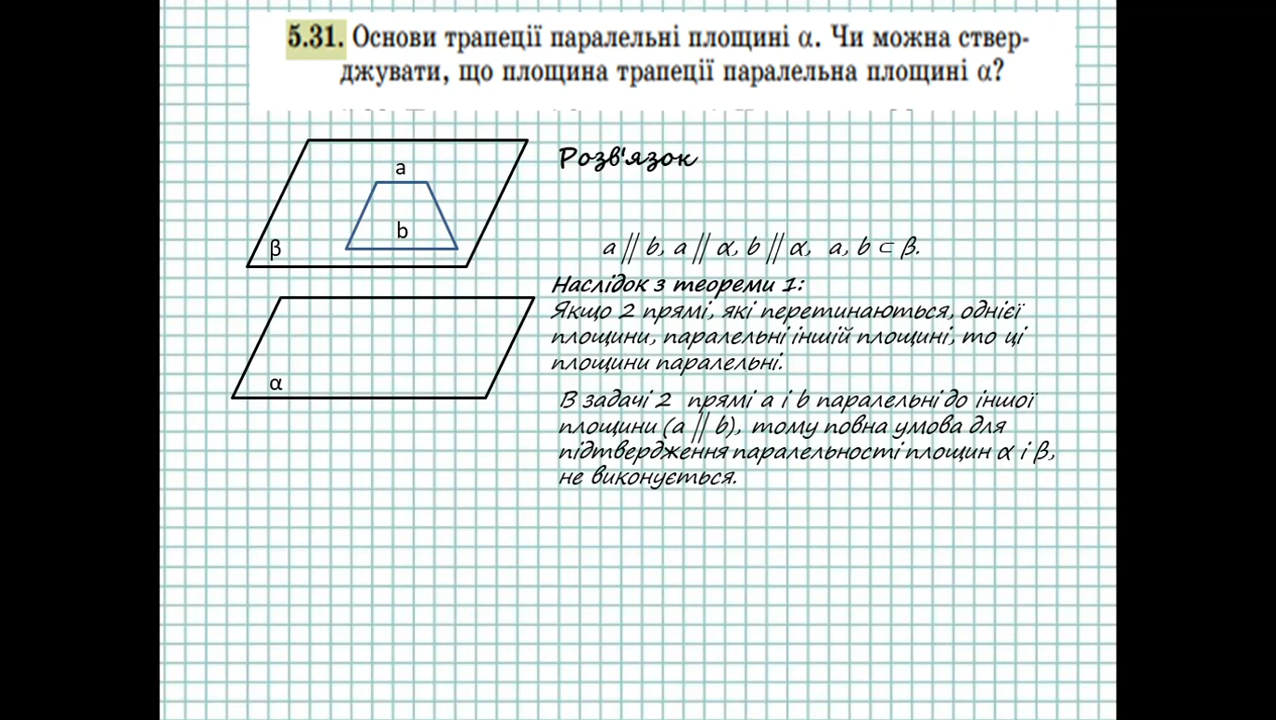 5.31. Основи трапеції паралельні площині α. Чи можна ствер-
джувати, що площина трапеції паралельна площині α?
Розв'язок
a
b
β
α
a || b, a || α, b || α, a, b ⊂ β.
Наслідок з теореми 1:
Якщо 2 прямі, які перетинаються, однієї
площини, паралельні іншій площині, то ці
площини паралельні.
В задачі 2 прямі a і b паралельні до іншої
площини (a || b), тому повна умова для
підтвердження паралельності площин α і β,
не виконується.